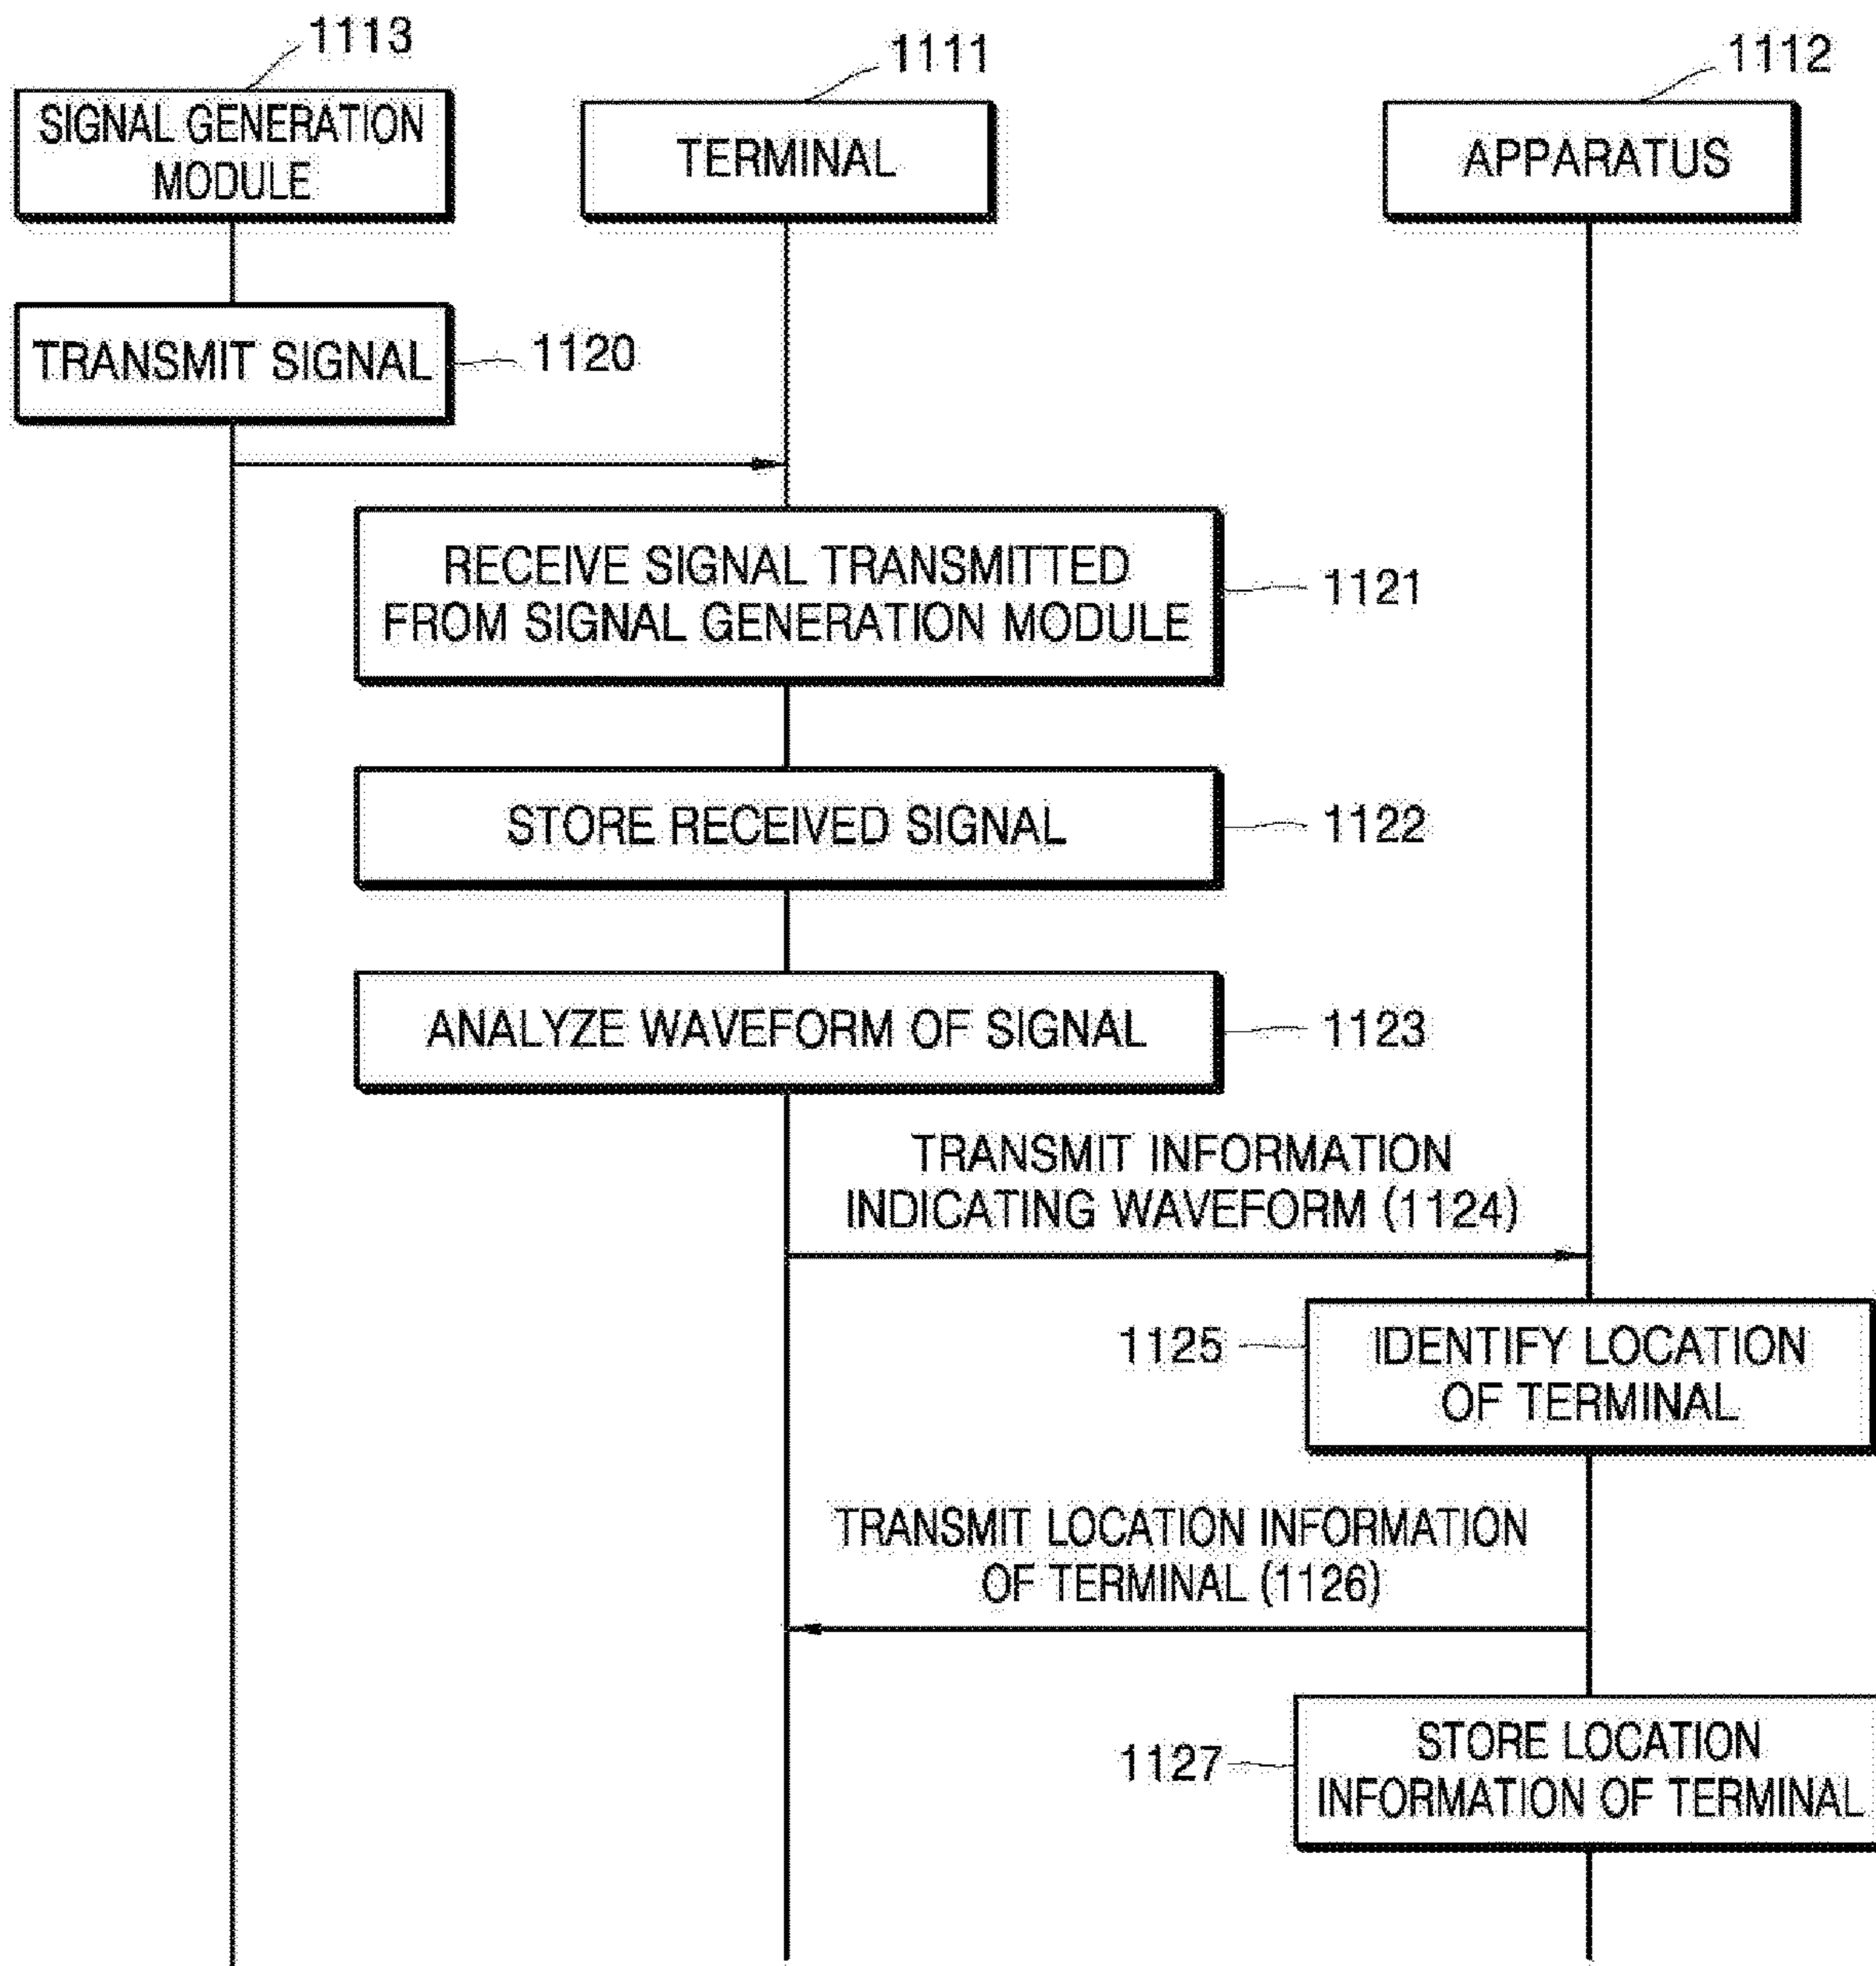 1113
1111
1112
SIGNAL GENERATION
MODULE
TERMINAL
APPARATUS
TRANSMIT SIGNAL
1120
RECEIVE SIGNAL TRANSMITTED
FROM SIGNAL GENERATION MODULE
1121
STORE RECEIVED SIGNAL
1122
ANALYZE WAVEFORM OF SIGNAL
1123
TRANSMIT INFORMATION
INDICATING WAVEFORM (1124)
1125
IDENTIFY LOCATION
OF TERMINAL
TRANSMIT LOCATION INFORMATION
OF TERMINAL (1126)
1127
STORE LOCATION
INFORMATION OF TERMINAL